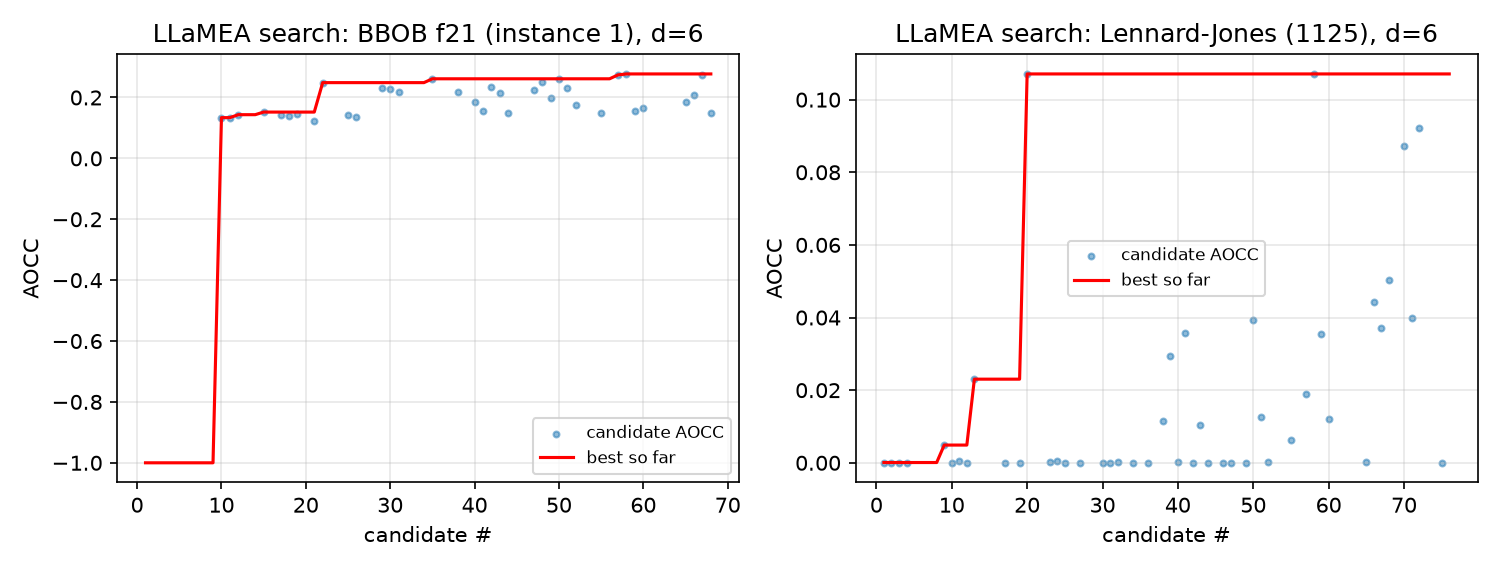 LLaMEA search: BBOB f21 (instance 1), d=6
AOCC
0.2
0.0
−0.2
−0.4
−0.6
−0.8
−1.0
candidate AOCC
best so far
0 10 20 30 40 50 60 70
candidate #
LLaMEA search: Lennard-Jones (1125), d=6
AOCC
0.10
0.08
0.06
0.04
0.02
0.00
candidate AOCC
best so far
0 10 20 30 40 50 60 70
candidate #